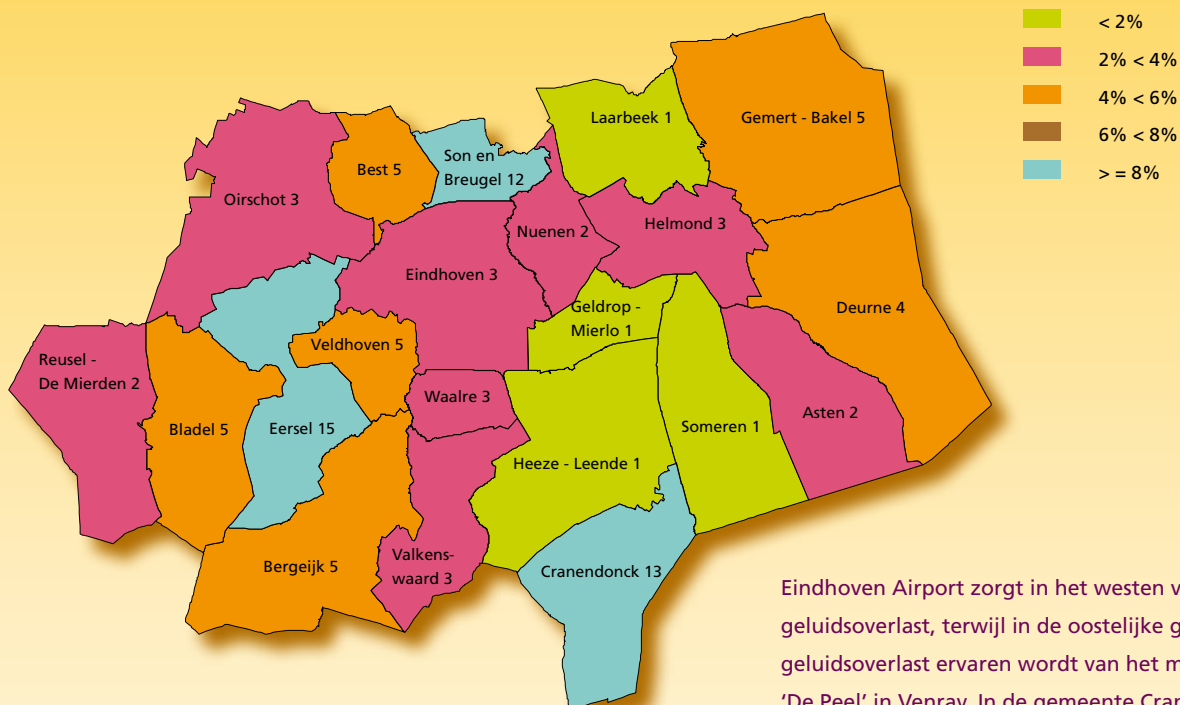 < 2%
2% < 4%
4% < 6%
6% < 8%
> = 8%
Laarbeek 1
Gemert - Bakel 5
Best 5
Son en
Breugel 12
Oirschot 3
Nuenen 2
Helmond 3
Eindhoven 3
Geldrop -
Mierlo 1
Deurne 4
Veldhoven 5
Reusel -
De Mierden 2
Waalre 3
Asten 2
Bladel 5
Eersel 15
Someren 1
Heeze - Leende 1
Valkens-
waard 3
Bergeijk 5
Cranendonck 13
Eindhoven Airport zorgt in het westen v
geluidsoverlast, terwijl in de oostelijke g
geluidsoverlast ervaren wordt van het m
‘De Peel’ in Venray. In de gemeente Cran